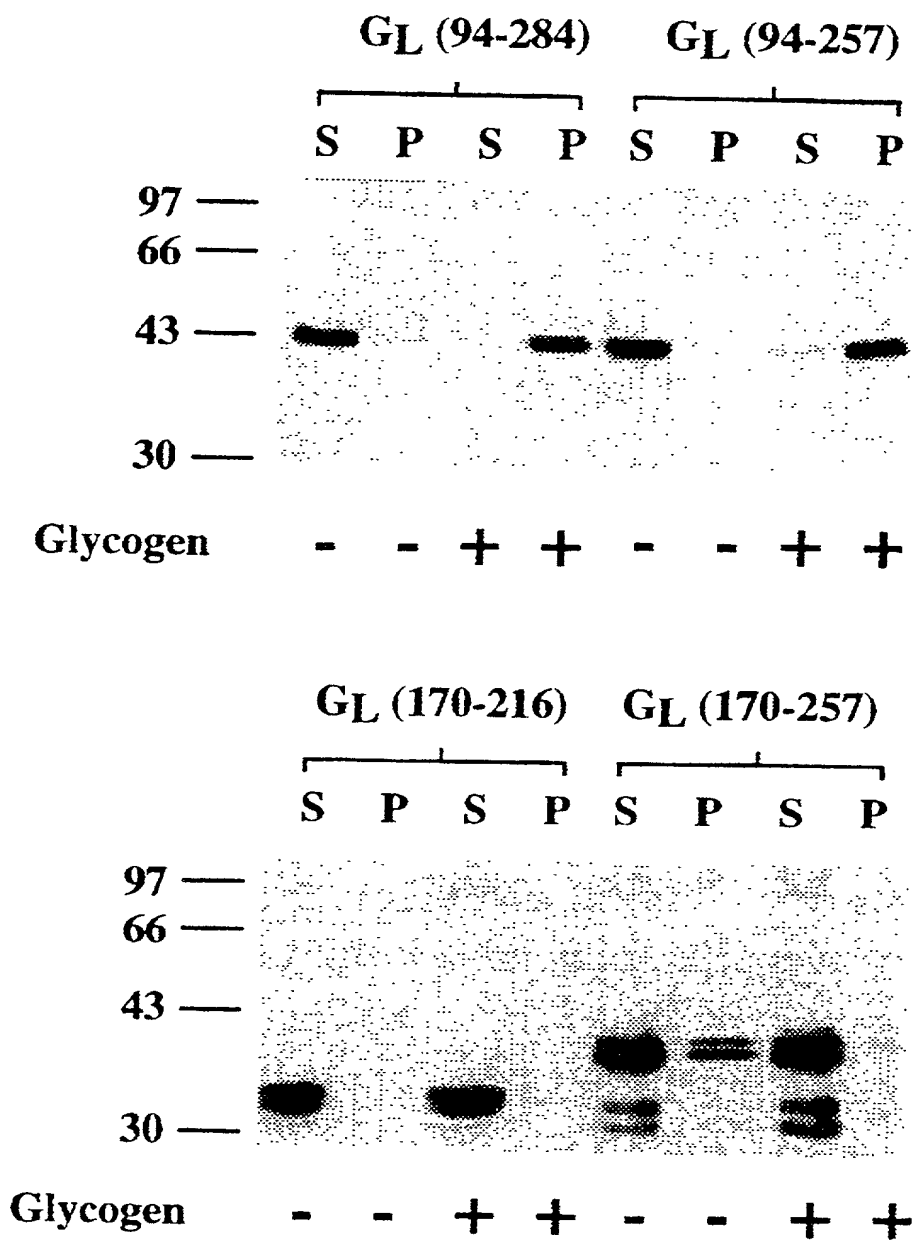 GL (94-284) GL (94-257)
S P S P S P S P
97
66
43
30
Glycogen - - + + - - + +
GL (170-216) GL (170-257)
S P S P S P S P
97
66
43
30
Glycogen - - + + - - + +